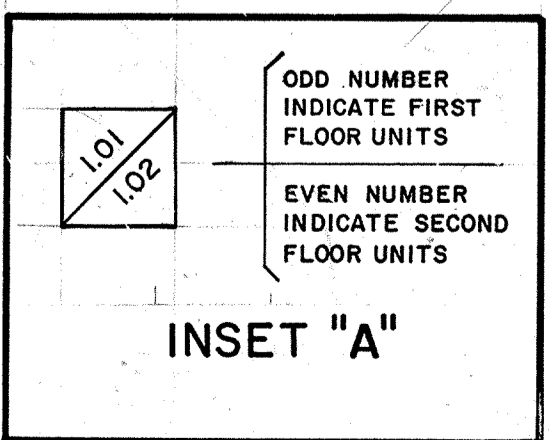 1.01
1.02
ODD NUMBER
INDICATE FIRST
FLOOR UNITS
EVEN NUMBER
INDICATE SECOND
FLOOR UNITS
INSET "A"